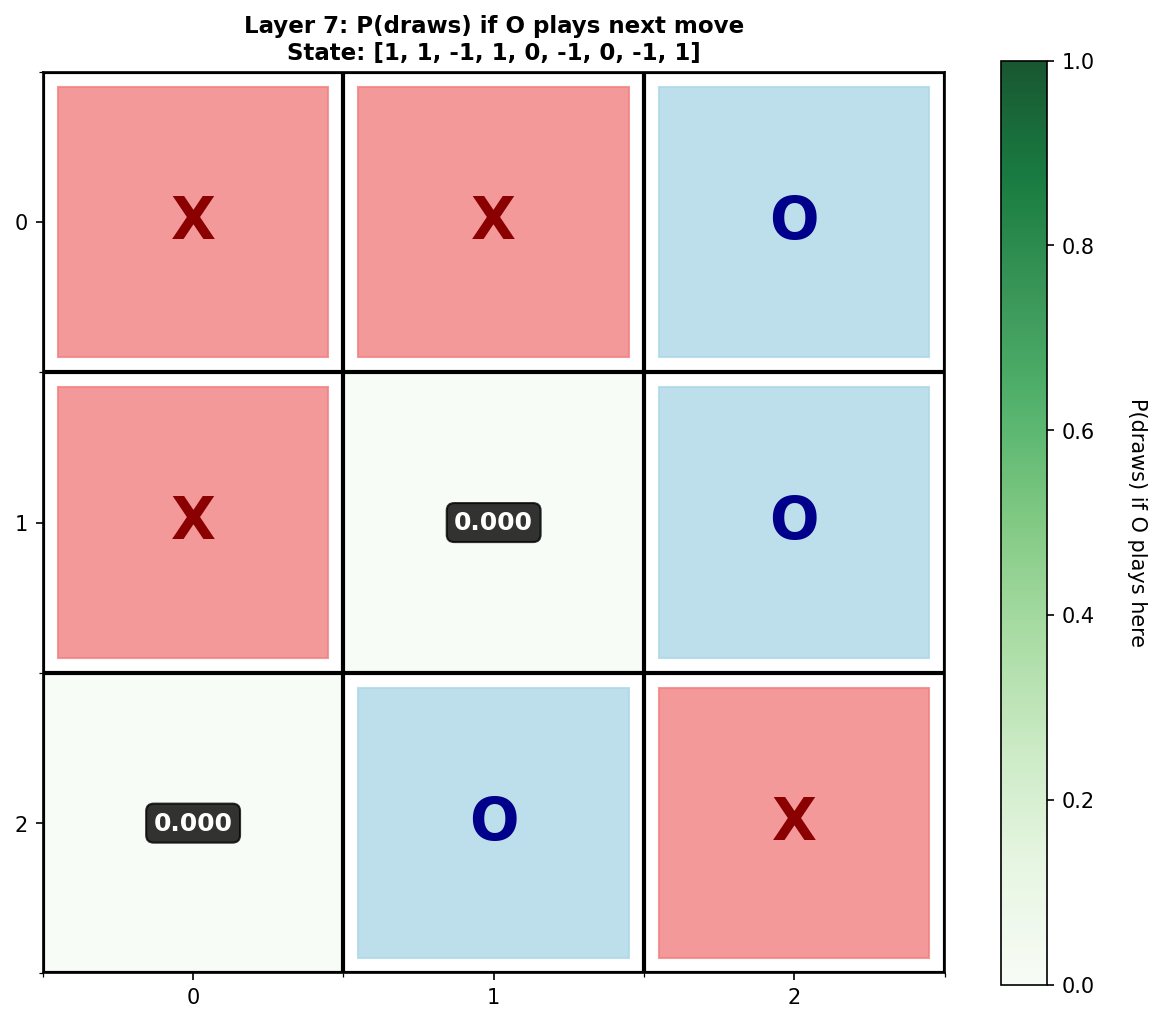 Layer 7: P(draws) if O plays next move
State: [1, 1, -1, 1, 0, -1, 0, -1, 1]
X X O
X 0.000 O
0.000 O X
0
1
2
0 1 2
1.0
0.8
0.6
0.4
0.2
0.0
P(draws) if O plays here